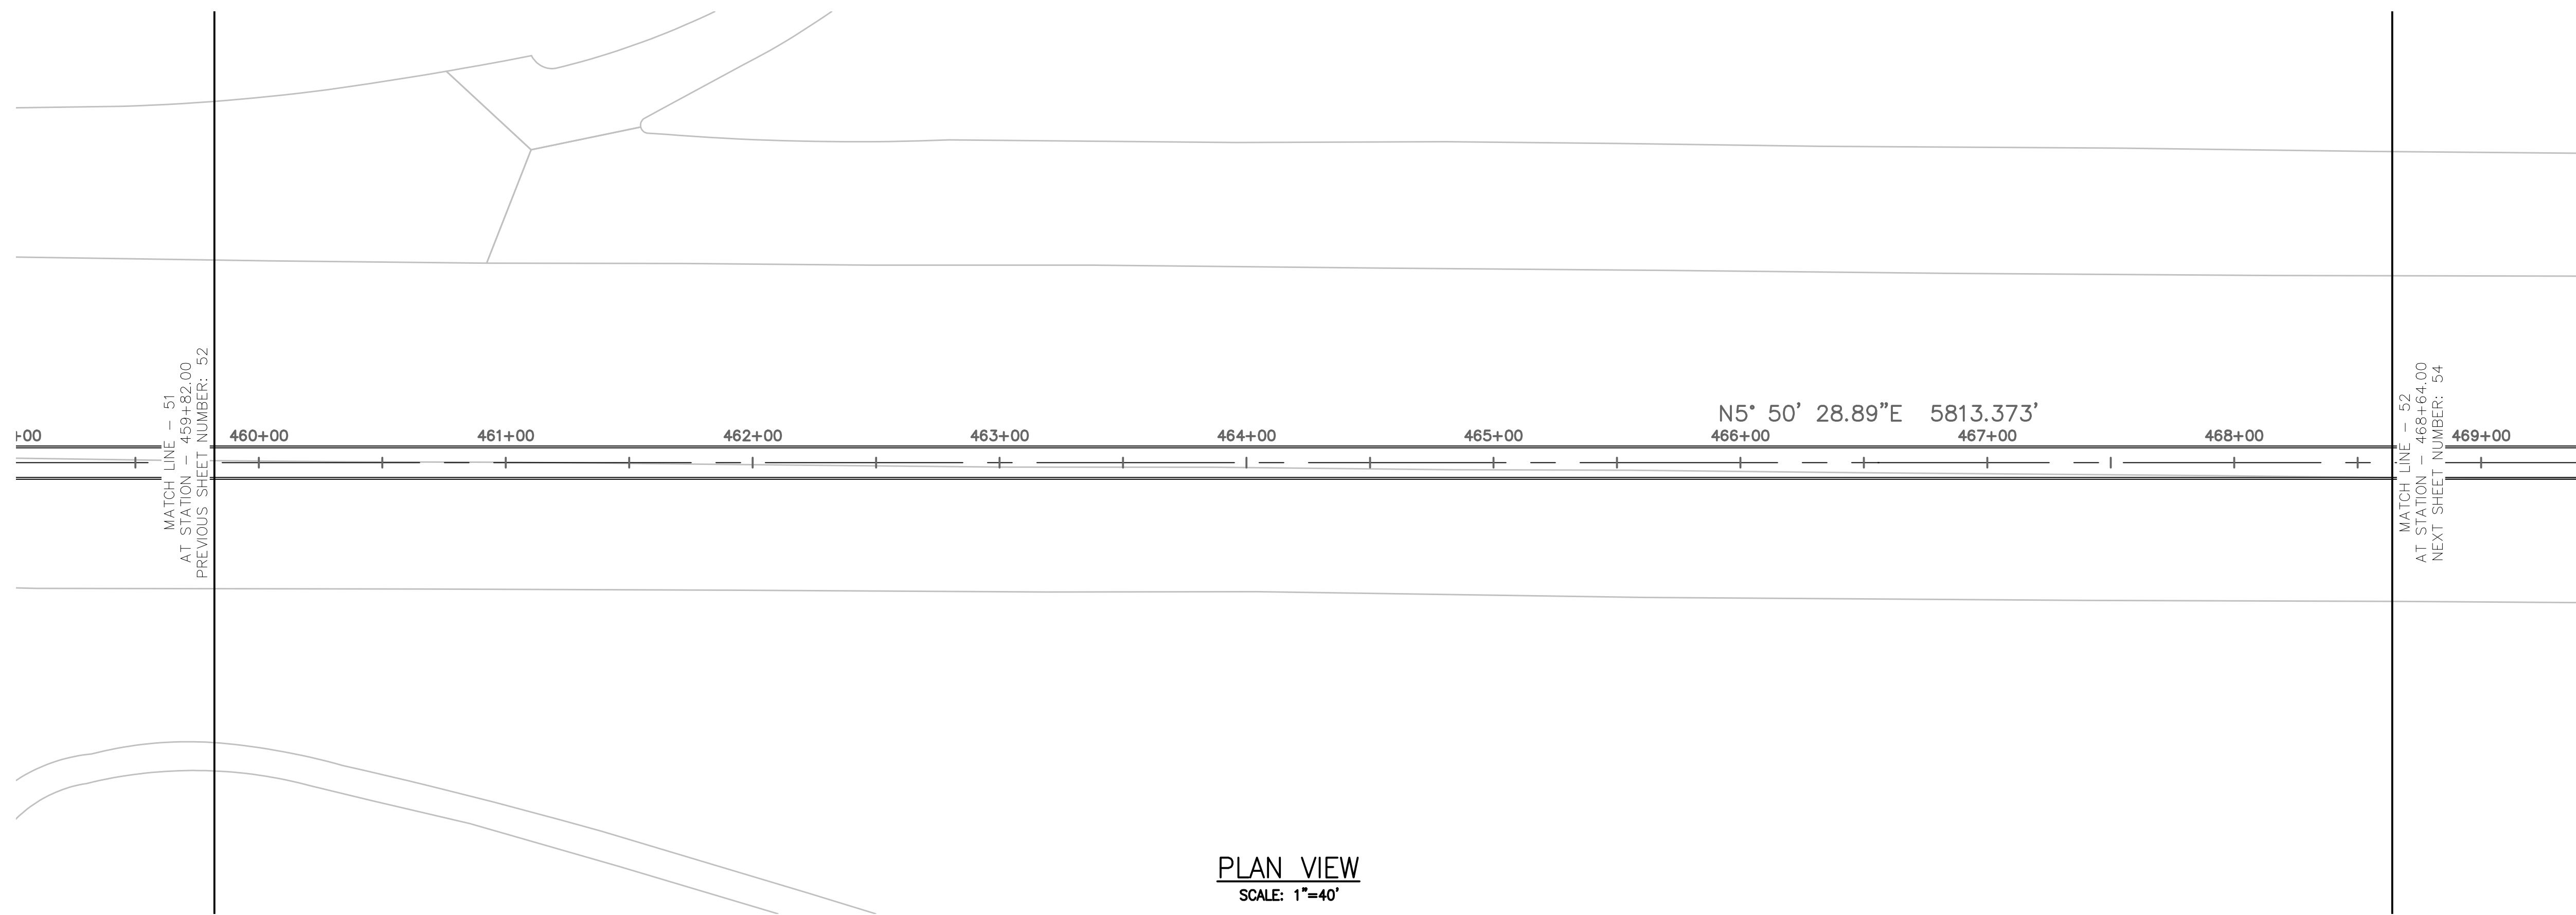 MATCH LINE – 51
AT STATION – 459+82.00
PREVIOUS SHEET NUMBER: 52
N5° 50' 28.89"E 5813.373'
+00 460+00 461+00 462+00 463+00 464+00 465+00 466+00 467+00 468+00 469+00
MATCH LINE – 52
AT STATION – 468+64.00
NEXT SHEET NUMBER: 54
PLAN VIEW
SCALE: 1"=40'